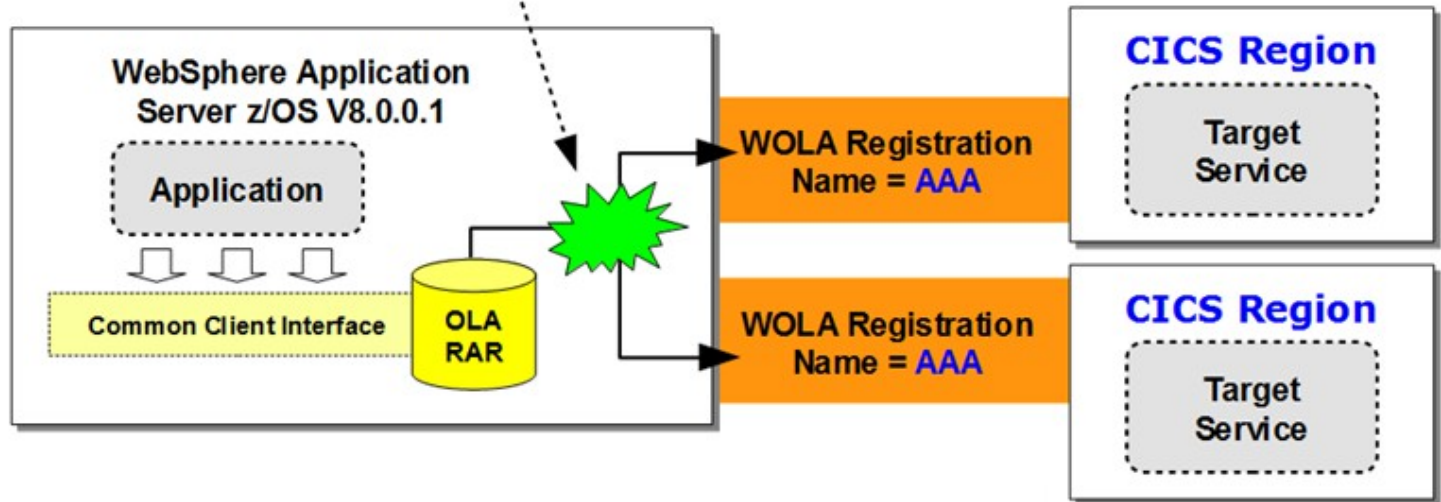 WebSphere Application
Server z/OS V8.0.0.1
Application
Common Client Interface
OLA
RAR
WOLA Registration
Name = AAA
WOLA Registration
Name = AAA
CICS Region
Target
Service
CICS Region
Target
Service